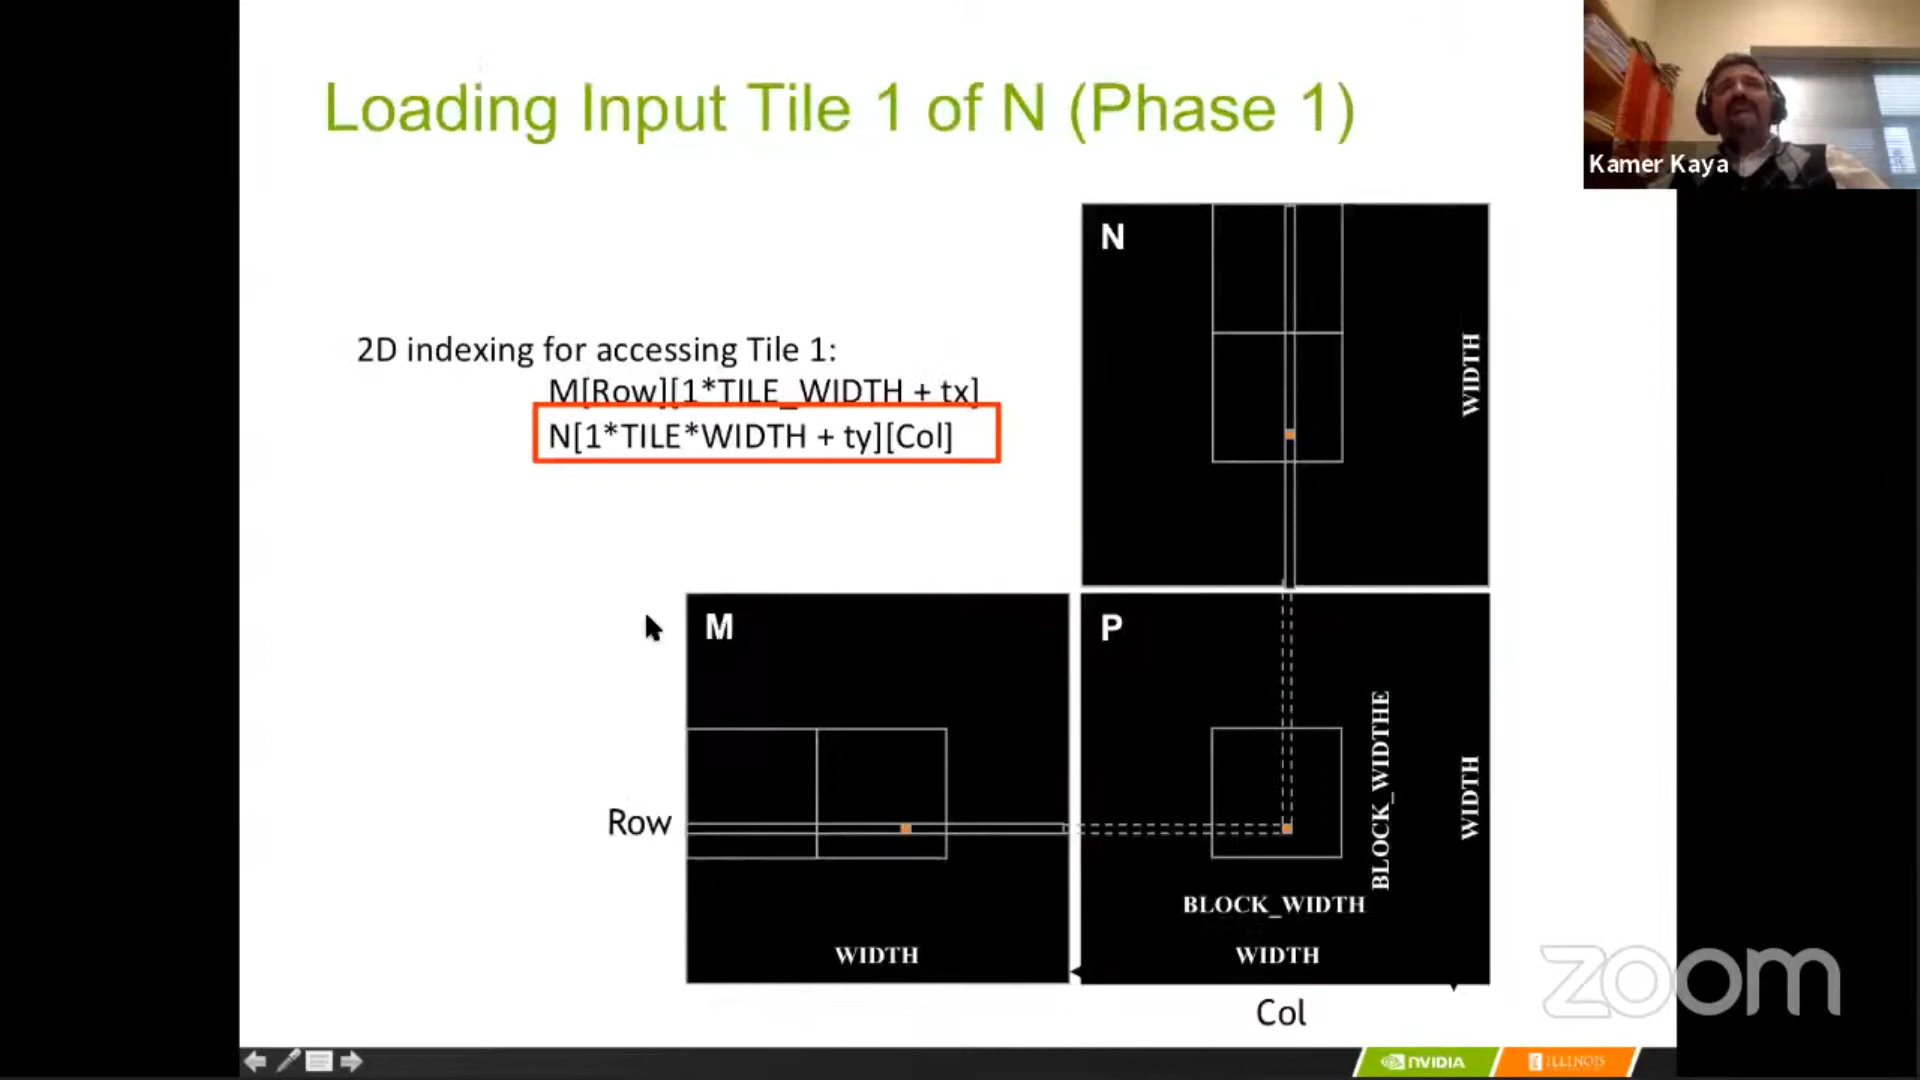 Loading Input Tile 1 of N (Phase 1)
Kamer Kaya
N
WIDTH
2D indexing for accessing Tile 1:
M[Row][1*TILE_WIDTH + tx]
N[1*TILE*WIDTH + ty][Col]
M
P
BLOCK_WIDTHE
WIDTH
Row
BLOCK_WIDTH
WIDTH
WIDTH
Col
zoom
NVIDIA
ILLINOIS